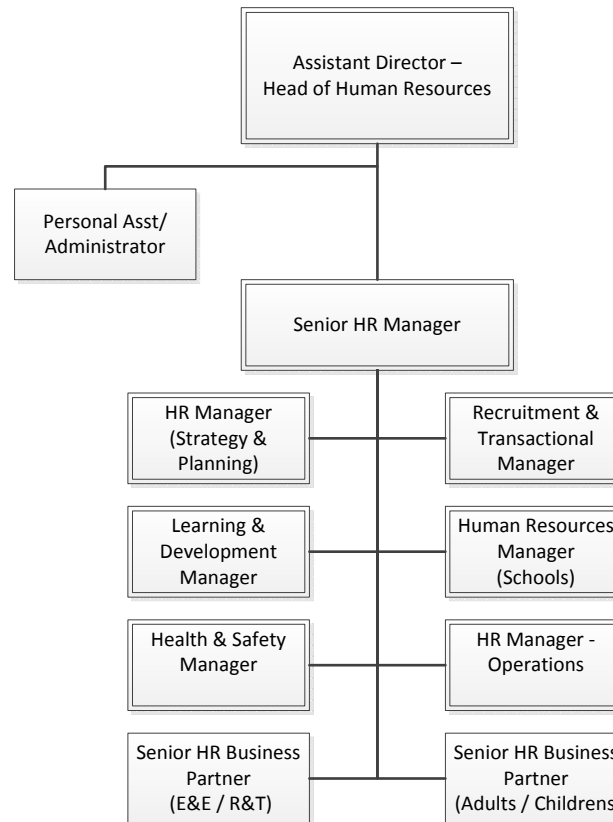 Assistant Director –
Head of Human Resources
Personal Asst/
Administrator
Senior HR Manager
HR Manager
(Strategy &
Planning)
Recruitment &
Transactional
Manager
Learning &
Development
Manager
Human Resources
Manager
(Schools)
Health & Safety
Manager
HR Manager -
Operations
Senior HR Business
Partner
(E&E / R&T)
Senior HR Business
Partner
(Adults / Childrens